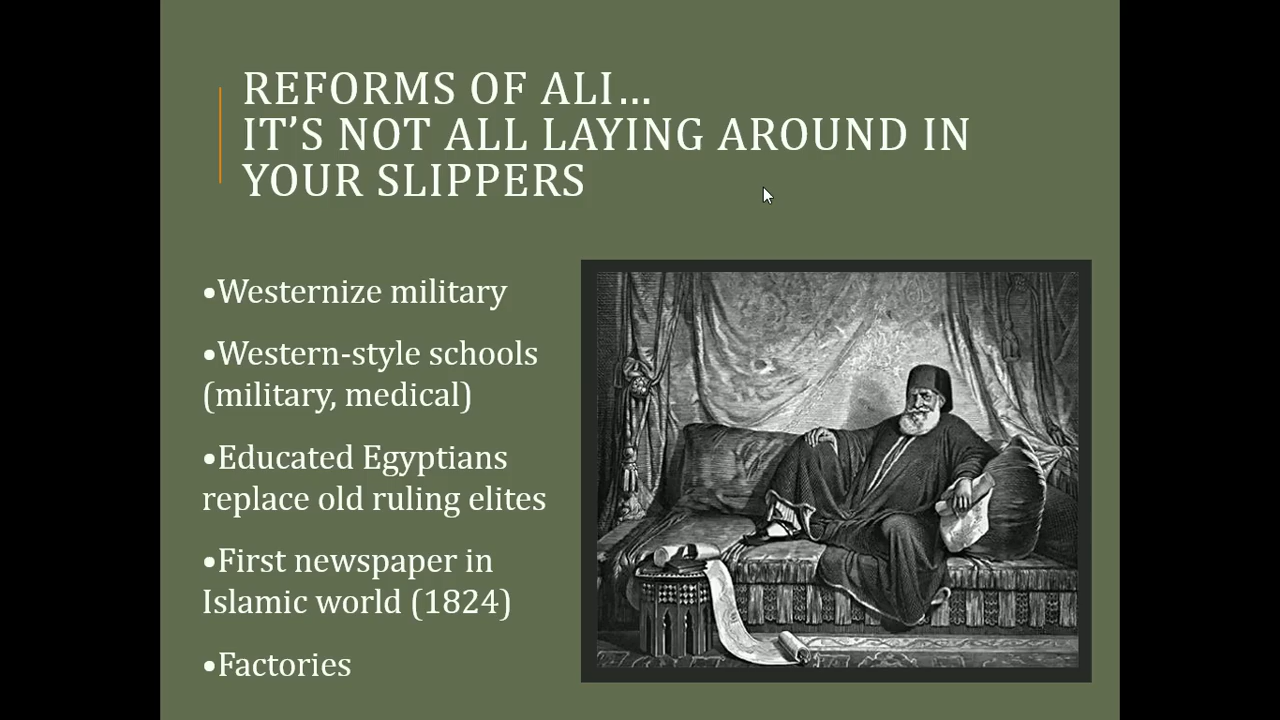 REFORMS OF ALI…
IT’S NOT ALL LAYING AROUND IN
YOUR SLIPPERS
•Westernize military
•Western-style schools
(military, medical)
•Educated Egyptians
replace old ruling elites
•First newspaper in
Islamic world (1824)
•Factories